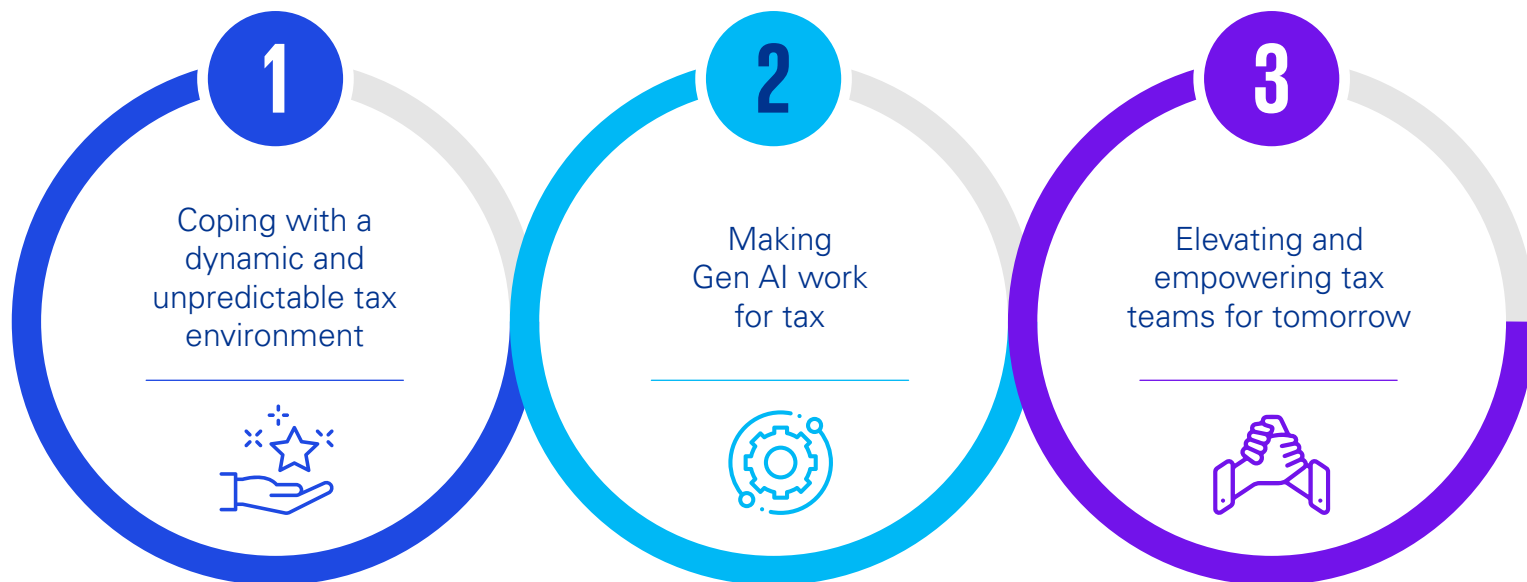 1
Coping with a
dynamic and
unpredictable tax
environment
2
Making
Gen AI work
for tax
3
Elevating and
empowering tax
teams for tomorrow